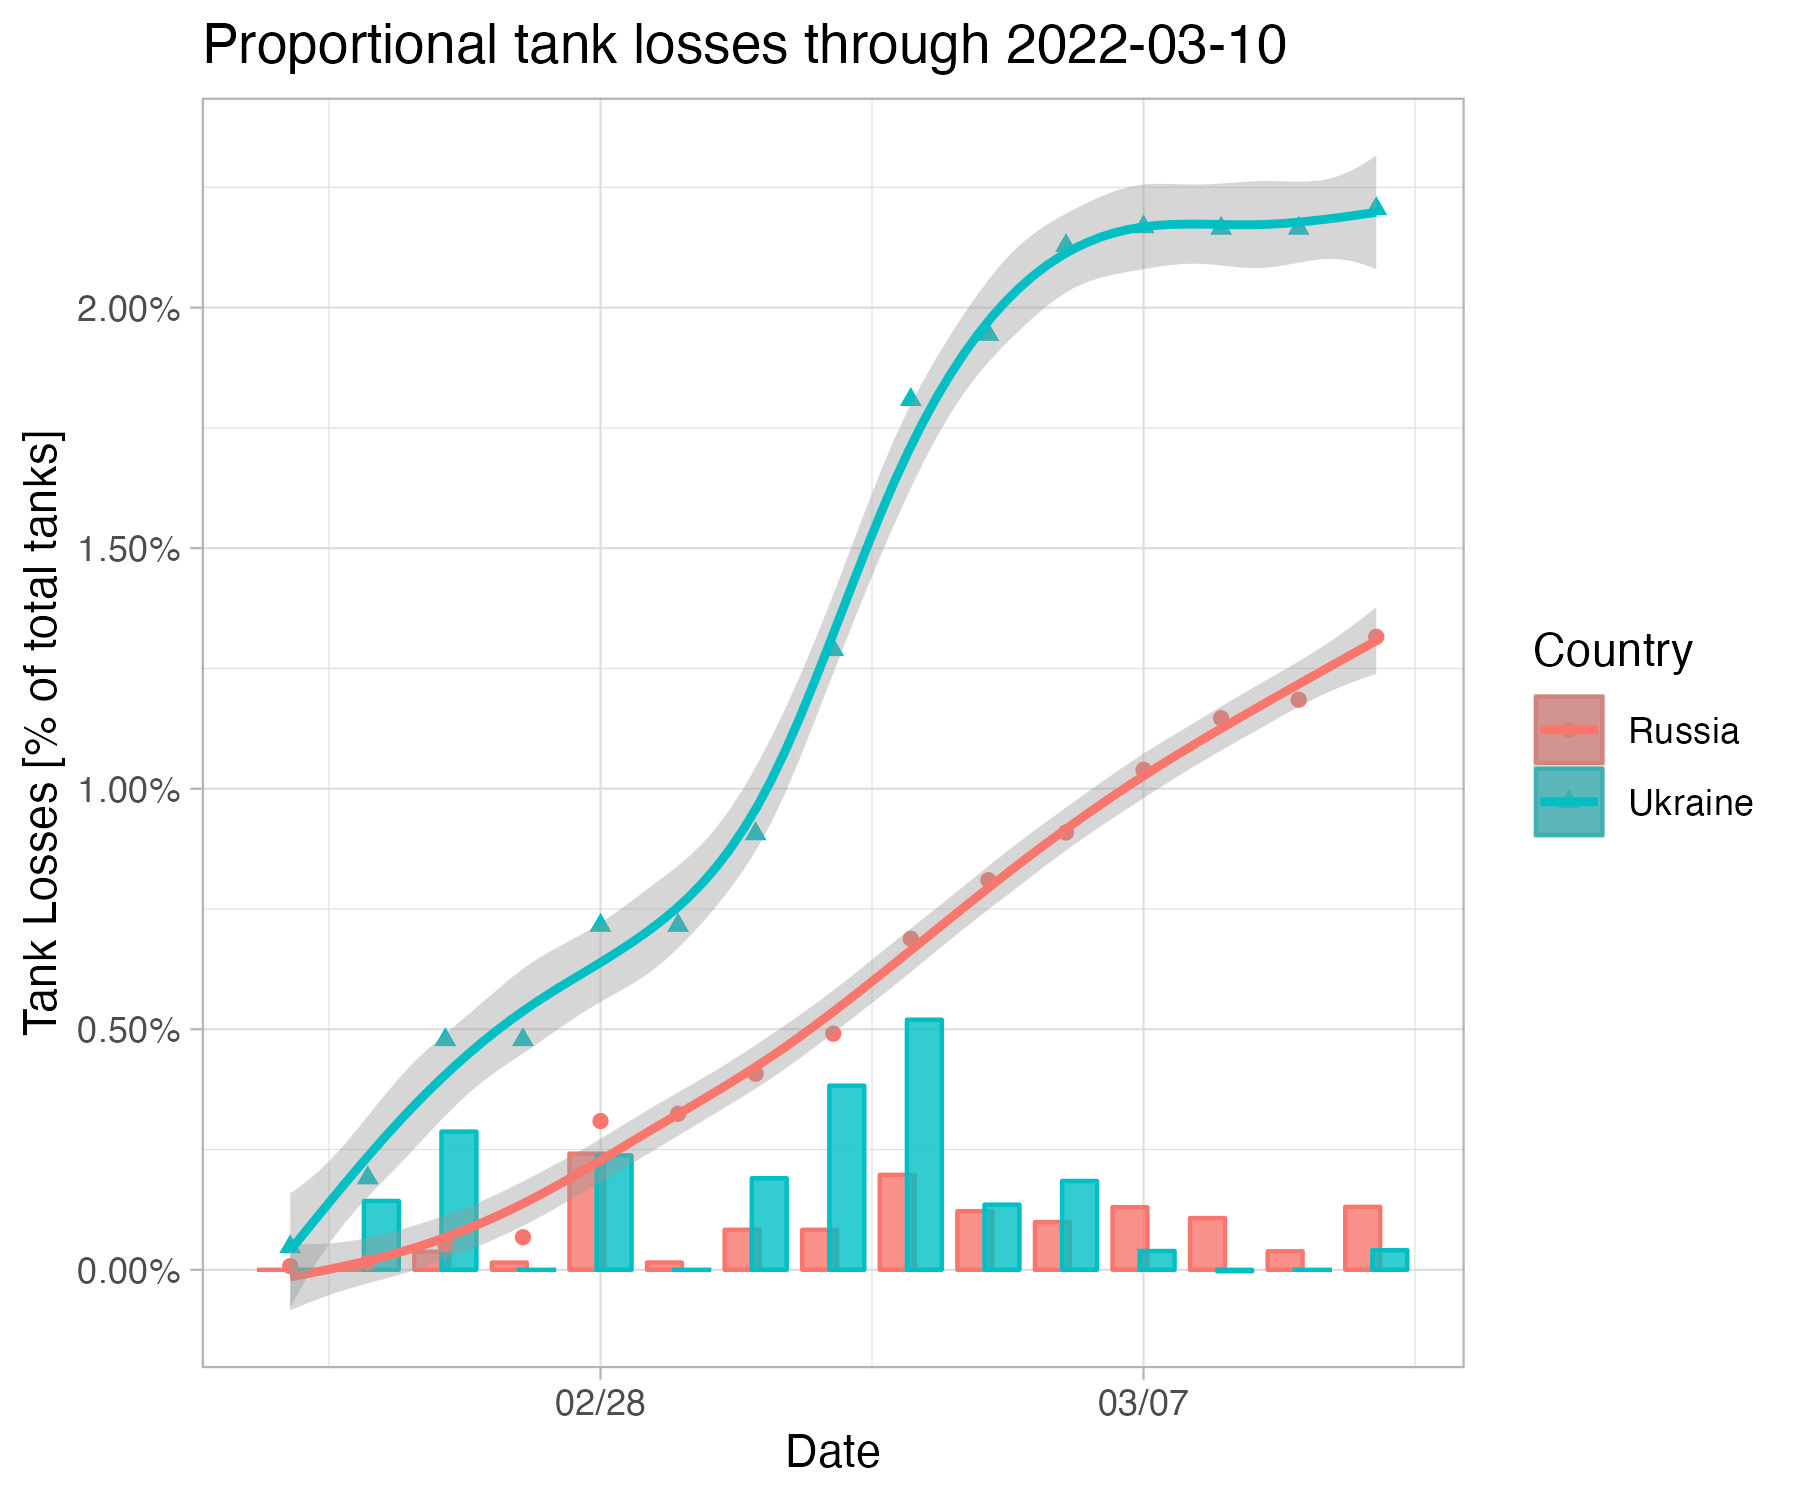 Proportional tank losses through 2022-03-10
Tank Losses [% of total tanks]
2.00%
1.50%
1.00%
0.50%
0.00%
02/28
03/07
Date
Country
Russia
Ukraine